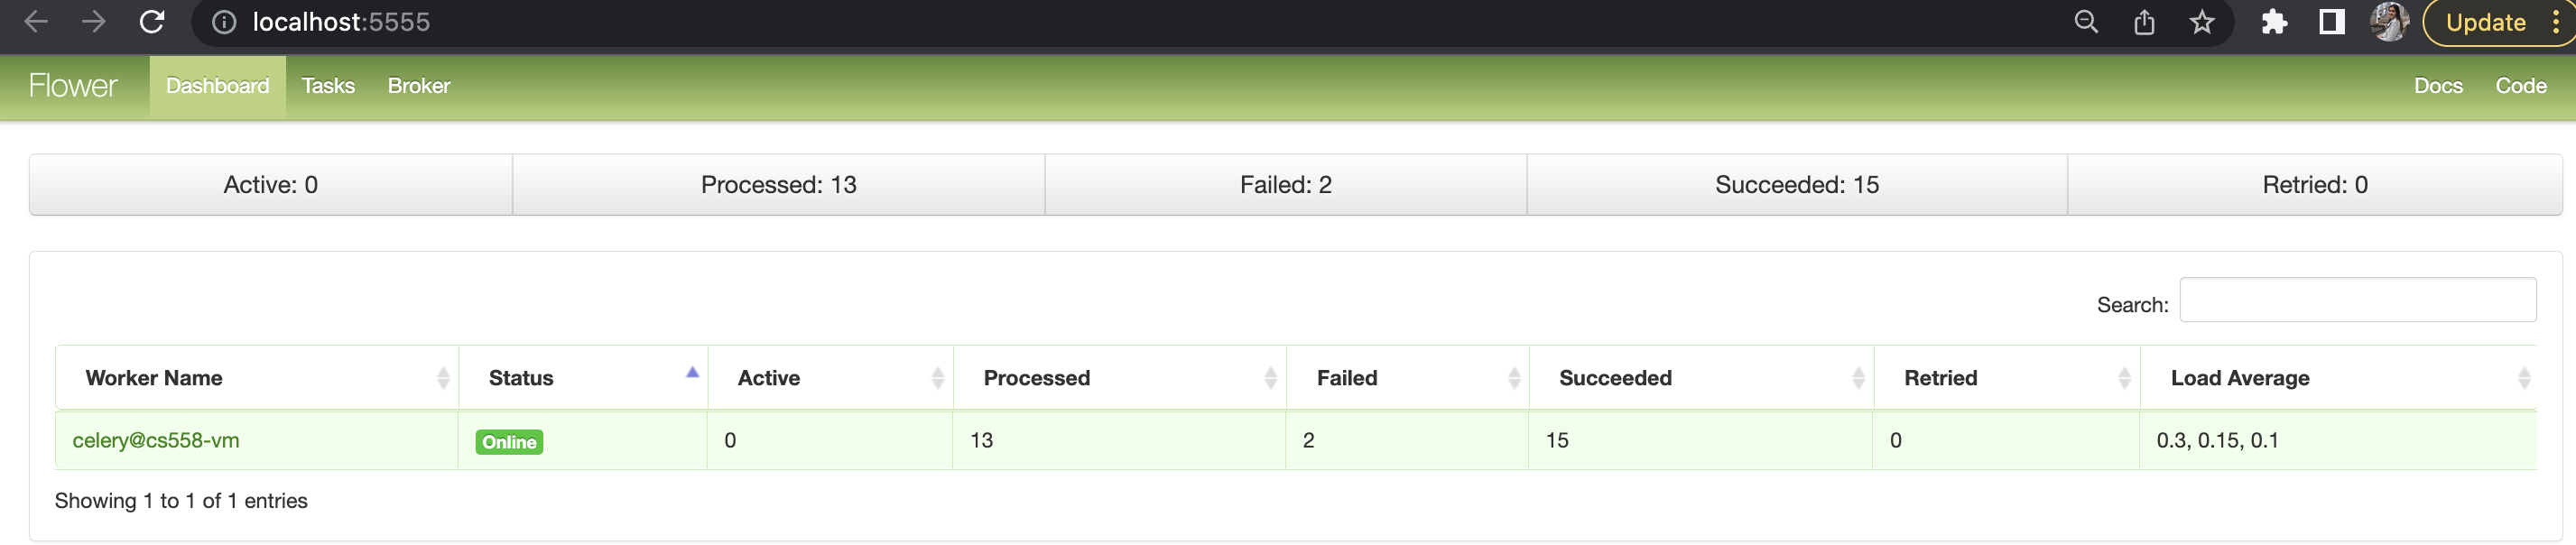 localhost:5555 Update
Flower Dashboard Tasks Broker Docs Code
Active: 0 Processed: 13 Failed: 2 Succeeded: 15 Retried: 0
Search:
Worker Name Status Active Processed Failed Succeeded Retried Load Average
celery@cs558-vm Online 0 13 2 15 0 0.3, 0.15, 0.1
Showing 1 to 1 of 1 entries